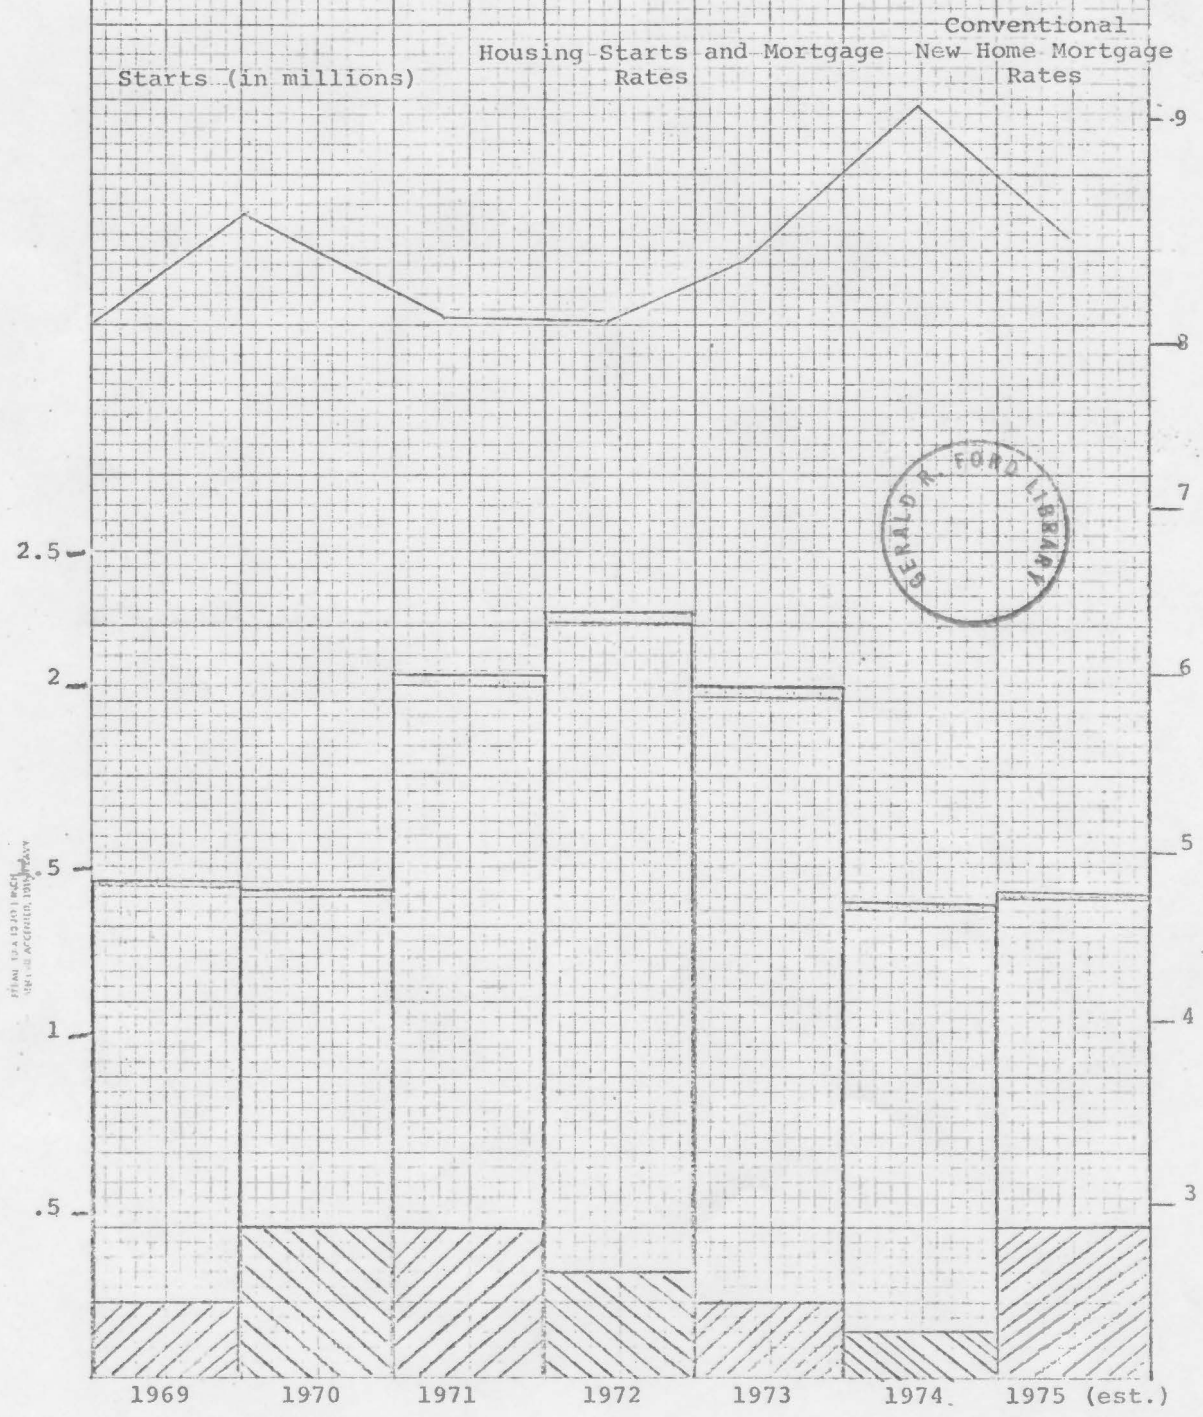 Starts (in millions)
Housing Starts and Mortgage
Rates
Conventional
New Home Mortgage
Rates
9
8
7
6
5
4
3
2.5
2
.5
1
.5
GERALD R. FORD LIBRARY
1969
1970
1971
1972
1973
1974
1975 (est.)